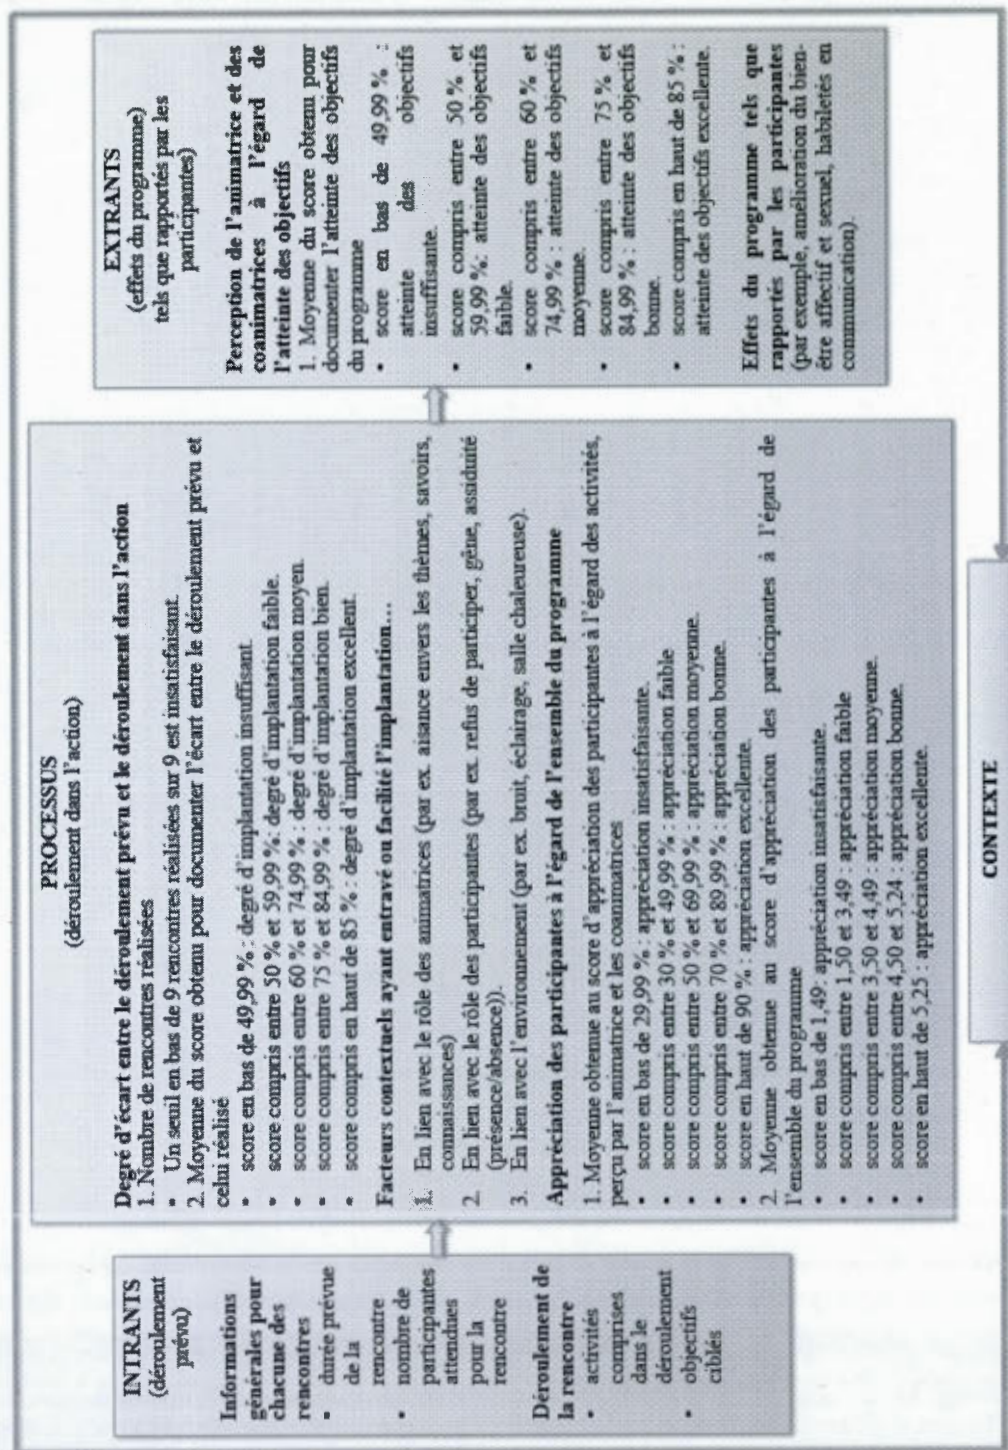 INTRANTS
(déroulement
prévu)
Informations
générales pour
chacune des
rencontres
• durée prévue
de la
rencontre
• nombre de
participantes
attendues
pour la
rencontre
Déroulement de
la rencontre
• activités
comprises
dans le
déroulement
• objectifs
ciblés
PROCESSUS
(déroulement dans l'action)
Degré d'écart entre le déroulement prévu et le déroulement dans l'action
1. Nombre de rencontres réalisées
• Un seuil en bas de 9 rencontres réalisées sur 9 est insatisfaisant.
2. Moyenne du score obtenu pour documenter l'écart entre le déroulement prévu et
celui réalisé
• score en bas de 49,99 % : degré d'implantation insuffisant.
• score compris entre 50 % et 59,99 %: degré d'implantation faible.
• score compris entre 60 % et 74,99 % : degré d'implantation moyen.
• score compris entre 75 % et 84,99 % : degré d'implantation bien.
• score compris en haut de 85 % : degré d'implantation excellent.
Facteurs contextuels ayant entravé ou facilité l'implantation…
1. En lien avec le rôle des animatrices (par ex. aisance envers les thèmes, savoirs,
connaissances)
2. En lien avec le rôle des participantes (par ex. refus de participer, gêne, assiduité
(présence/absence)).
3. En lien avec l'environnement (par ex. bruit, éclairage, salle chaleureuse).
Appréciation des participantes à l'égard de l'ensemble du programme
1. Moyenne obtenue au score d'appréciation des participantes à l'égard des activités,
perçu par l'animatrice et les coanimatrices
• score en bas de 29,99 % : appréciation insatisfaisante.
• score compris entre 30 % et 49,99 % : appréciation faible
• score compris entre 50 % et 69,99 % : appréciation moyenne.
• score compris entre 70 % et 89,99 % : appréciation bonne.
• score en haut de 90 % : appréciation excellente.
2. Moyenne obtenue au score d'appréciation des participantes à l'égard de
l'ensemble du programme
• score en bas de 1,49: appréciation insatisfaisante.
• score compris entre 1,50 et 3,49 : appréciation faible
• score compris entre 3,50 et 4,49 : appréciation moyenne.
• score compris entre 4,50 et 5,24 : appréciation bonne.
• score en haut de 5,25 : appréciation excellente.
EXTRANTS
(effets du programme)
tels que rapportés par les
participantes)
Perception de l'animatrice et des
coanimatrices à l'égard de
l'atteinte des objectifs
1. Moyenne du score obtenu pour
documenter l'atteinte des objectifs
du programme
• score en bas de 49,99 % :
atteinte des objectifs
insuffisante.
• score compris entre 50 % et
59,99 %: atteinte des objectifs
faible.
• score compris entre 60 % et
74,99 % : atteinte des objectifs
moyenne.
• score compris entre 75 % et
84,99 % : atteinte des objectifs
bonne.
• score compris en haut de 85 % :
atteinte des objectifs excellente.
Effets du programme tels que
rapportés par les participantes
(par exemple, amélioration du bien-
être affectif et sexuel, habiletés en
communication).
CONTEXTE